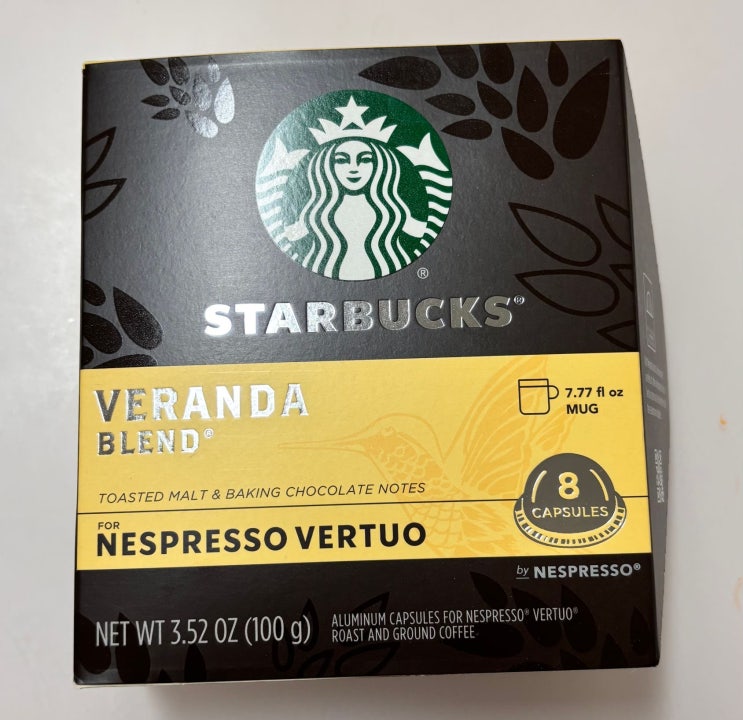 ®
STARBUCKS®
VERANDA
BLEND®
7.77 fl oz
MUG
TOASTED MALT & BAKING CHOCOLATE NOTES
8
CAPSULES
FOR
NESPRESSO VERTUO
by NESPRESSO®
NET WT 3.52 OZ (100 g)
ALUMINUM CAPSULES FOR NESPRESSO® VERTUO®
ROAST AND GROUND COFFEE